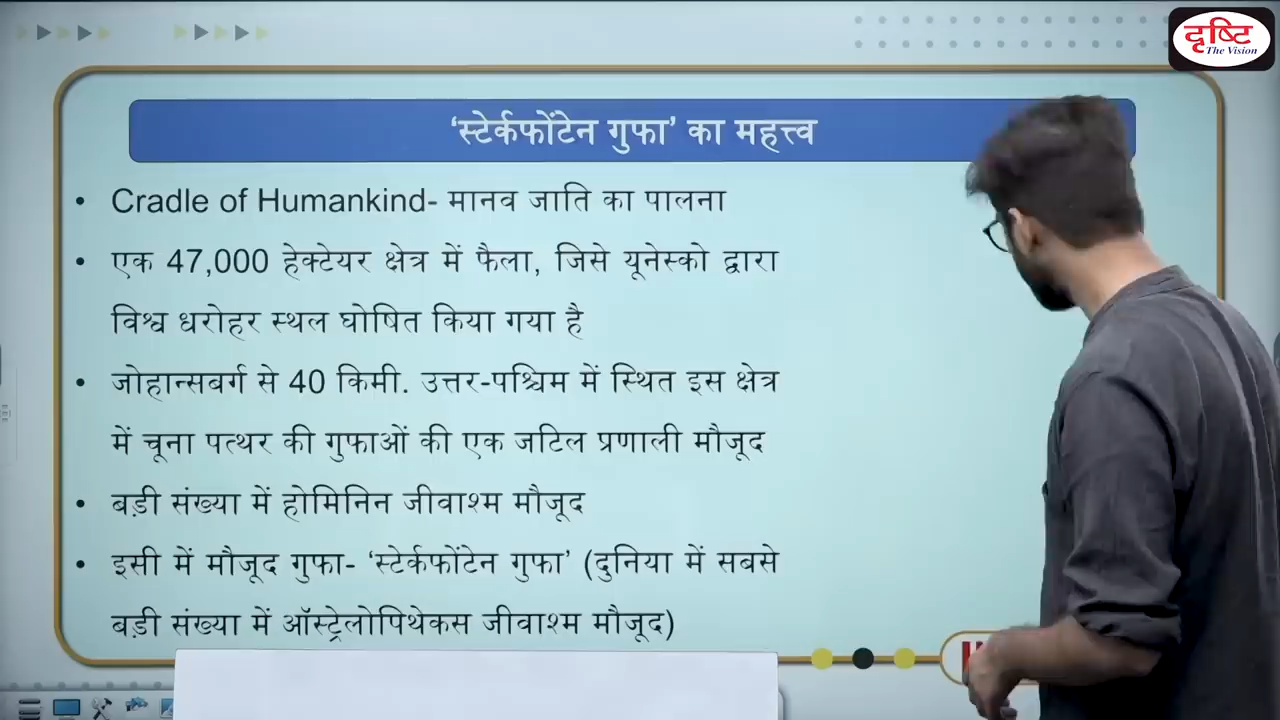 दृष्टि
The Vision
‘स्टेर्कफोंटेन गुफा’ का महत्त्व
• Cradle of Humankind- मानव जाति का पालना
• एक 47,000 हेक्टेयर क्षेत्र में फैला, जिसे यूनेस्को द्वारा
विश्व धरोहर स्थल घोषित किया गया है
• जोहान्सबर्ग से 40 किमी. उत्तर-पश्चिम में स्थित इस क्षेत्र
में चूना पत्थर की गुफाओं की एक जटिल प्रणाली मौजूद
• बड़ी संख्या में होमिनिन जीवाश्म मौजूद
• इसी में मौजूद गुफा- ‘स्टेर्कफोंटेन गुफा’ (दुनिया में सबसे
बड़ी संख्या में ऑस्ट्रेलोपिथेकस जीवाश्म मौजूद)